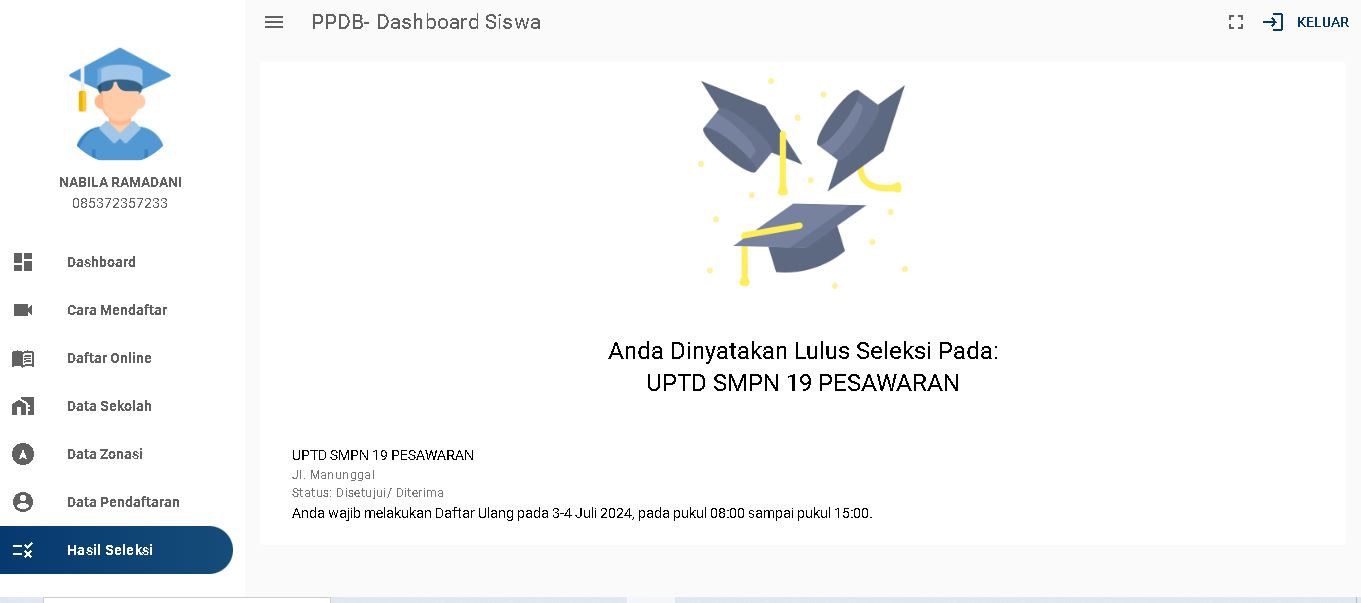 PPDB- Dashboard Siswa
KELUAR
NABILA RAMADANI
085372357233
Dashboard
Cara Mendaftar
Daftar Online
Data Sekolah
Data Zonasi
Data Pendaftaran
Hasil Seleksi
Anda Dinyatakan Lulus Seleksi Pada:
UPTD SMPN 19 PESAWARAN
UPTD SMPN 19 PESAWARAN
Jl. Manunggal
Status: Disetujui/ Diterima
Anda wajib melakukan Daftar Ulang pada 3-4 Juli 2024, pada pukul 08:00 sampai pukul 15:00.